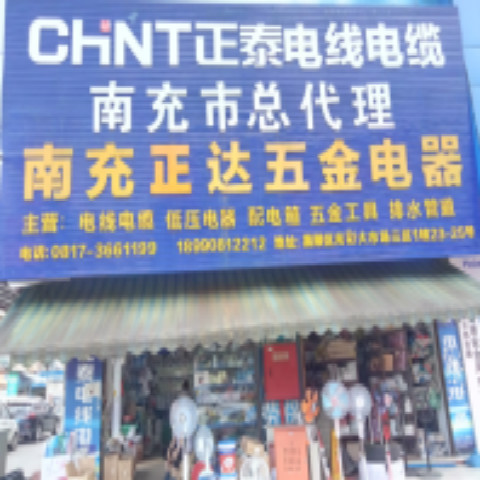 CHNT正泰电线电缆
南充市总代理
南充正达五金电器
主营: 电线电缆 低压电器 配电箱 五金工具 排水管道
电话:0817-3661199 18990812212 地址: